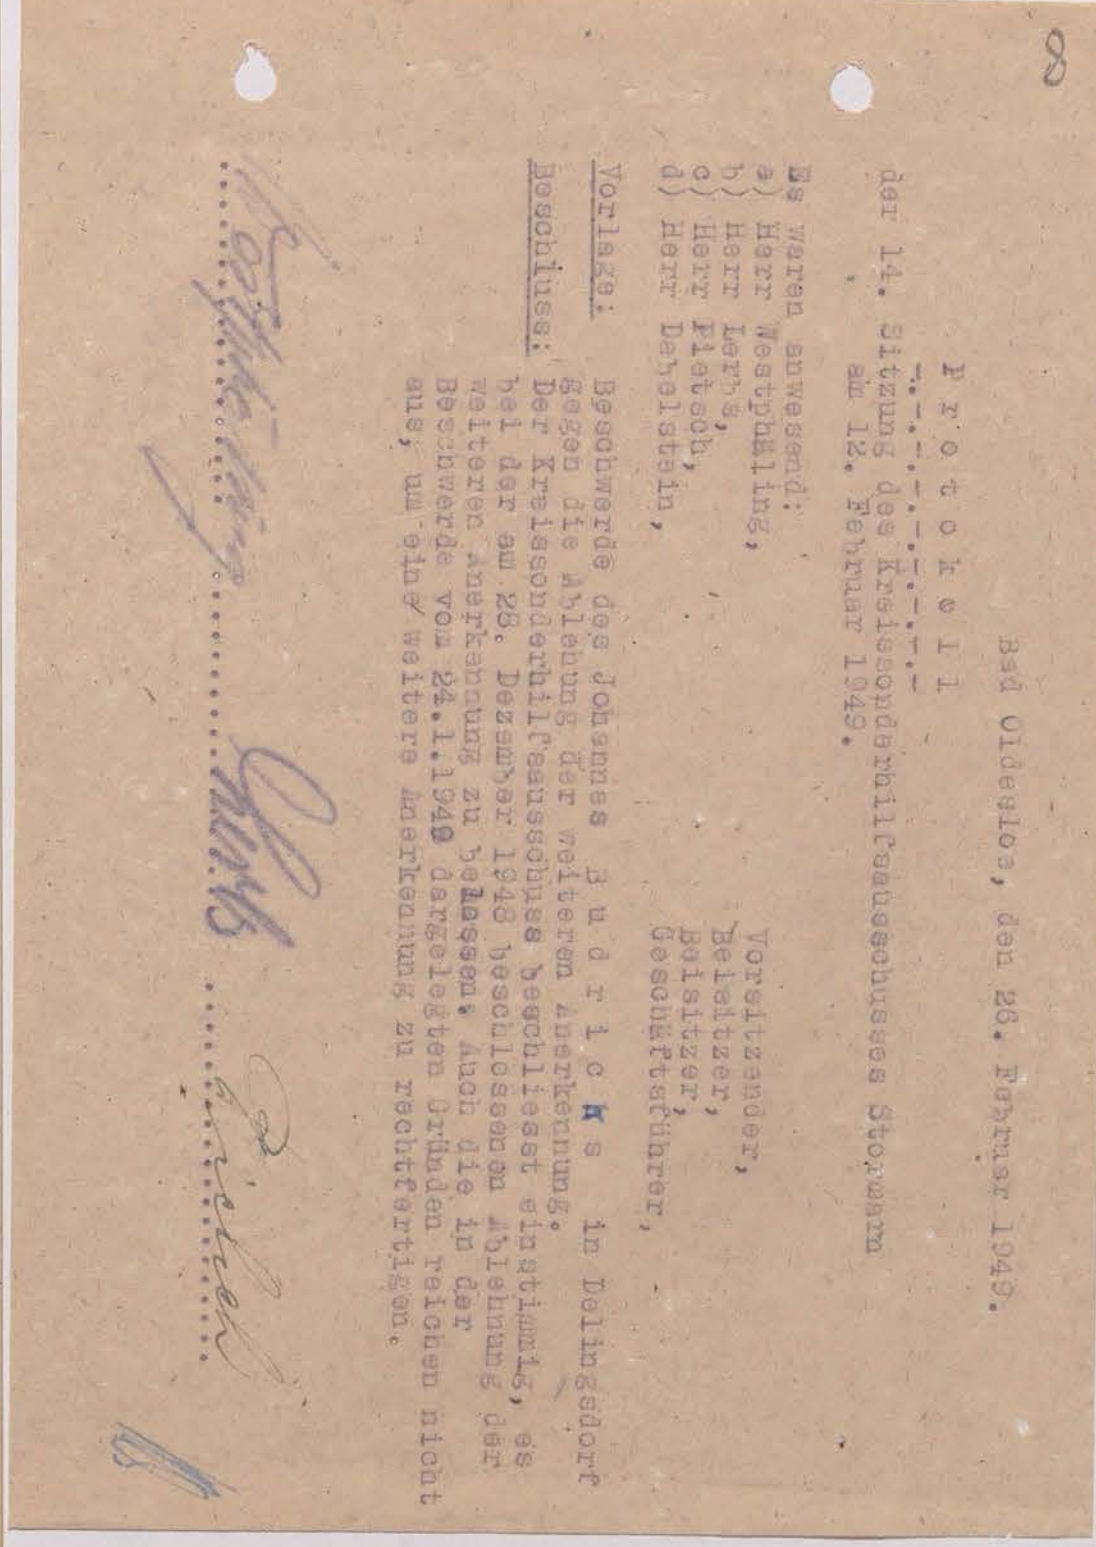 8
Bad Oldesloe, den 26. Februar 1949.
P r o t o k o l l
-.-.-.-.-.-.-.-.-.-
der 14. Sitzung des Kreissonderhilfsausschusses Stormarn
am 12. Februar 1949.
Es waren anwesend:
a) Herr Westphäling, Vorsitzender,
b) Herr Lerbs, Beisitzer,
c) Herr Pietsch, Beisitzer,
d) Herr Dabelstein, Geschäftsführer,
Vorlage: Beschwerde des Johannes B u d r i c k s in Delingsdorf
gegen die Ablehung der weiteren Anerkennung.
Beschluss: Der Kreissonderhilfsausschuss beschliesst einstimmig, es
bei der am 28. Dezember 1948 beschlossenen Ablehnung der
weiteren Anerkennung zu belassen. Auch die in der
Beschwerde vom 24.1.1949 dargelegten Gründen reichen nicht
aus, um eine weitere Anerkennung zu rechtfertigen.
Westphäling Lerbs